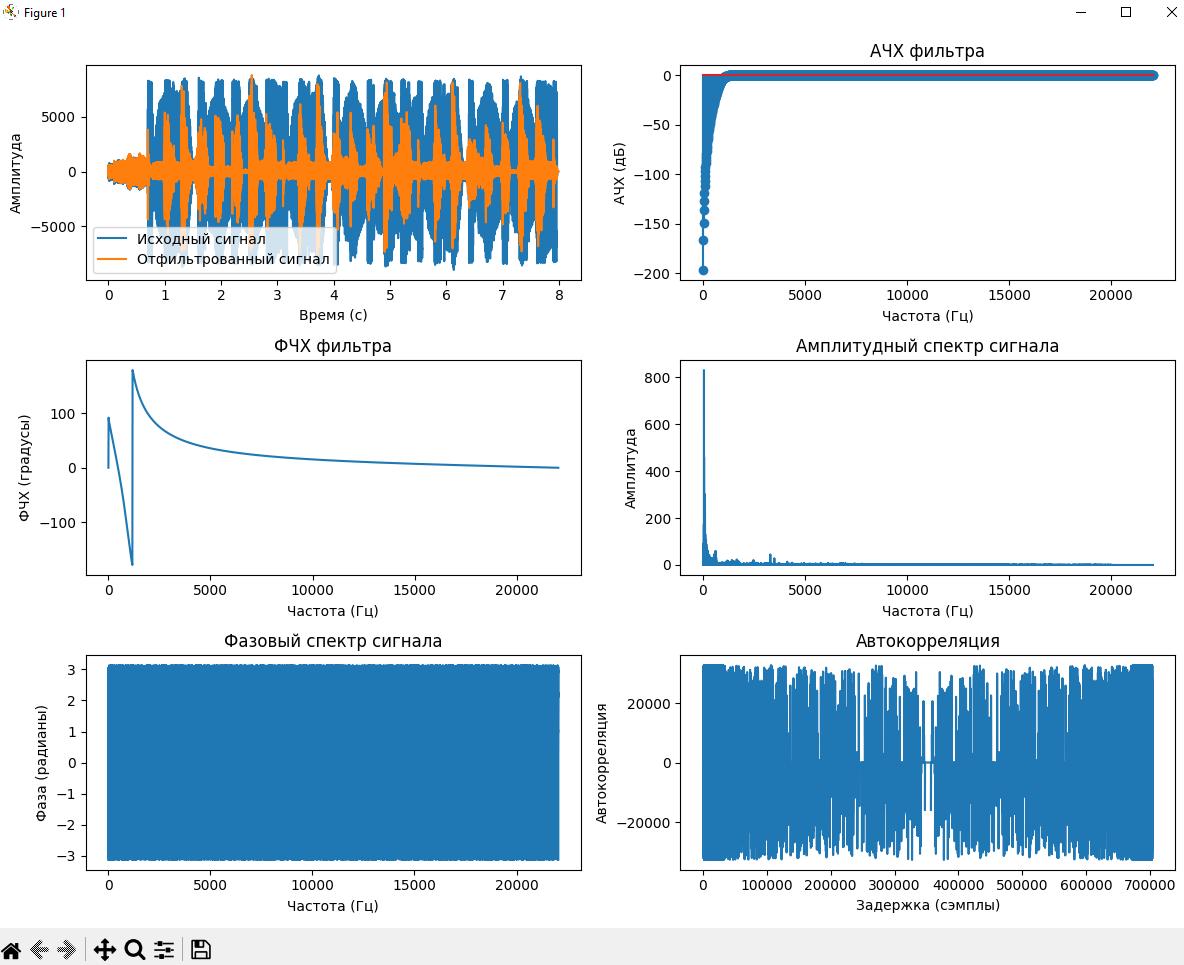 Figure 1
Амплитуда
5000
0
−5000
Исходный сигнал
Отфильтрованный сигнал
0 1 2 3 4 5 6 7 8
Время (с)
АЧХ фильтра
АЧХ (дБ)
0
−50
−100
−150
−200
0 5000 10000 15000 20000
Частота (Гц)
ФЧХ фильтра
ФЧХ (градусы)
100
0
−100
0 5000 10000 15000 20000
Частота (Гц)
Амплитудный спектр сигнала
Амплитуда
800
600
400
200
0
0 5000 10000 15000 20000
Частота (Гц)
Фазовый спектр сигнала
Фаза (радианы)
3
2
1
0
−1
−2
−3
0 5000 10000 15000 20000
Частота (Гц)
Автокорреляция
Автокорреляция
20000
0
−20000
0 100000 200000 300000 400000 500000 600000 700000
Задержка (сэмплы)